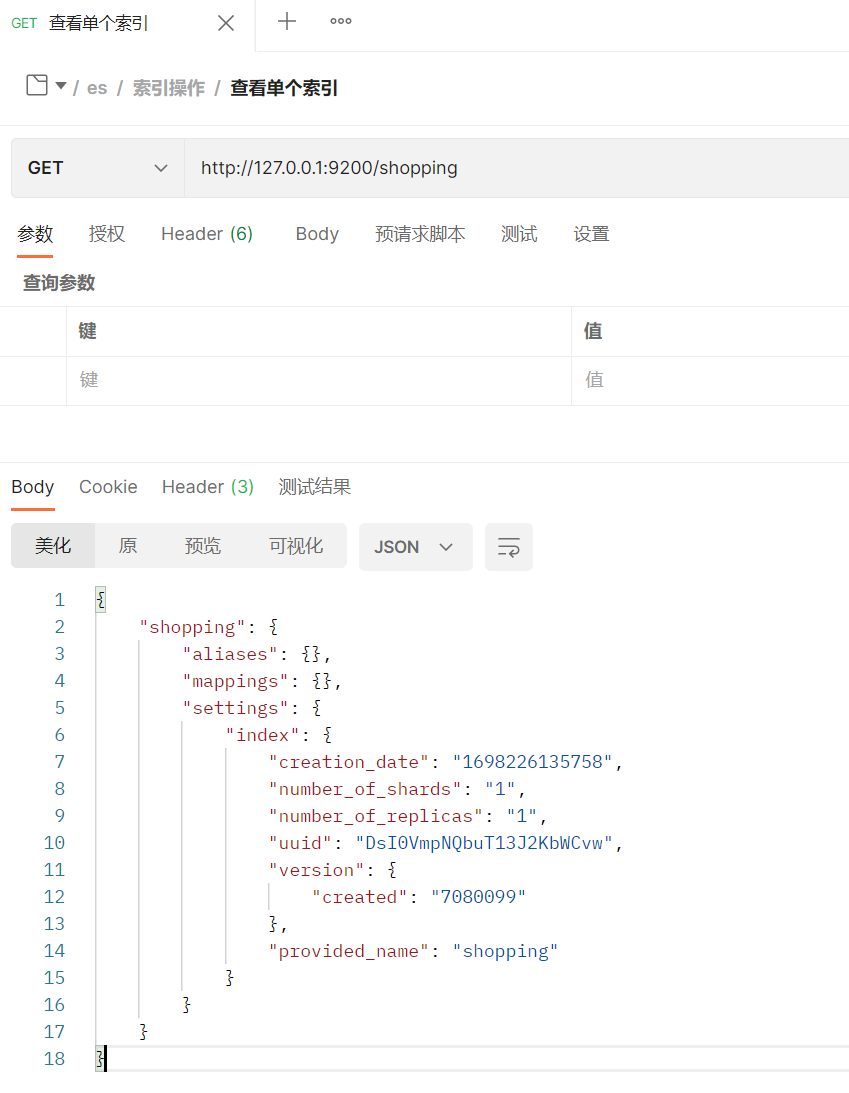 GET 查看单个索引
/ es / 索引操作 / 查看单个索引
GET http://127.0.0.1:9200/shopping
参数 授权 Header (6) Body 预请求脚本 测试 设置
查询参数
键 值
键 值
Body Cookie Header (3) 测试结果
美化 原 预览 可视化 JSON
1 {
2 "shopping": {
3 "aliases": {},
4 "mappings": {},
5 "settings": {
6 "index": {
7 "creation_date": "1698226135758",
8 "number_of_shards": "1",
9 "number_of_replicas": "1",
10 "uuid": "DsI0VmpNQbuT13J2KbWCvw",
11 "version": {
12 "created": "7080099"
13 },
14 "provided_name": "shopping"
15 }
16 }
17 }
18 }